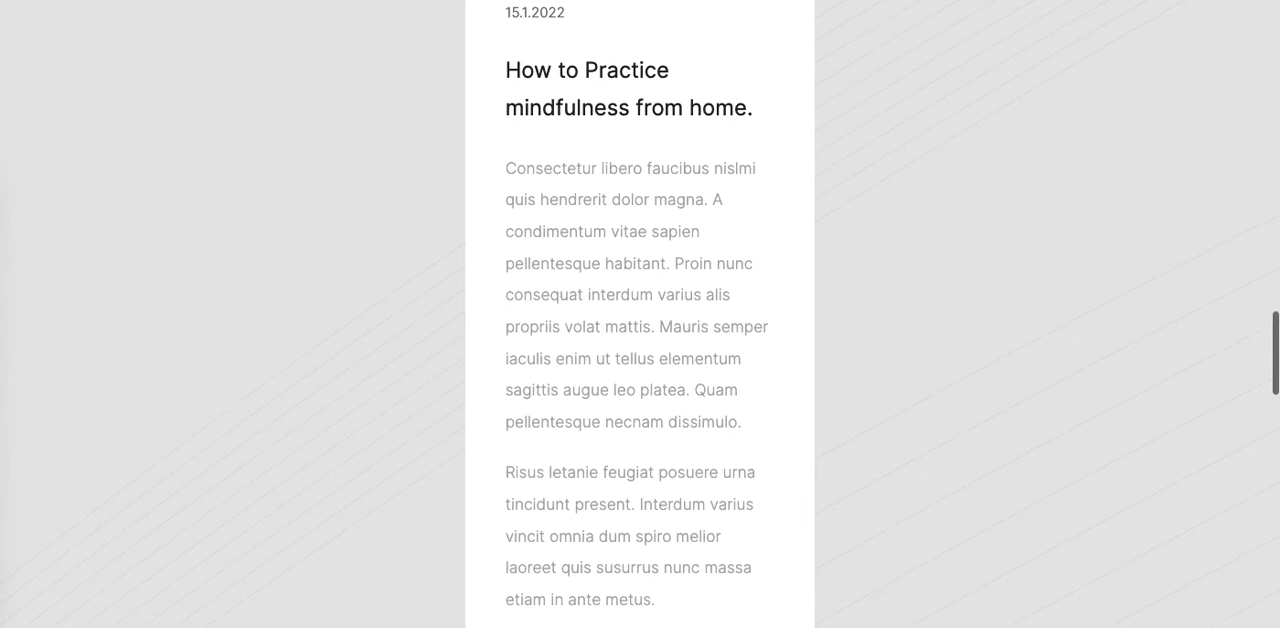 15.1.2022
How to Practice
mindfulness from home.
Consectetur libero faucibus nislmi
quis hendrerit dolor magna. A
condimentum vitae sapien
pellentesque habitant. Proin nunc
consequat interdum varius alis
propriis volat mattis. Mauris semper
iaculis enim ut tellus elementum
sagittis augue leo platea. Quam
pellentesque necnam dissimulo.
Risus letanie feugiat posuere urna
tincidunt present. Interdum varius
vincit omnia dum spiro melior
laoreet quis susurrus nunc massa
etiam in ante metus.